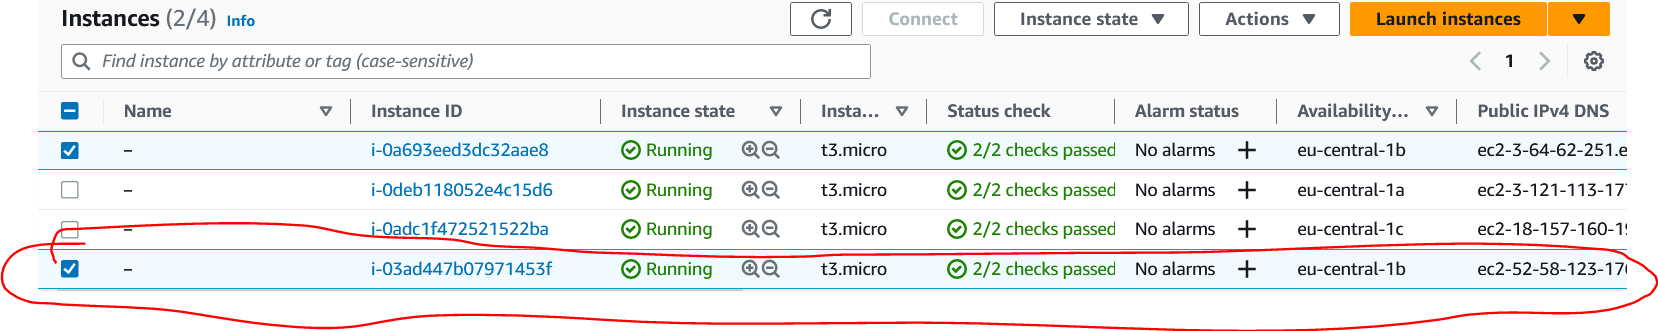 Instances (2/4) Info Connect Instance state Actions Launch instances
Find instance by attribute or tag (case-sensitive) 1
Name Instance ID Instance state Insta... Status check Alarm status Availability... Public IPv4 DNS
– i-0a693eed3dc32aae8 Running t3.micro 2/2 checks passed No alarms + eu-central-1b ec2-3-64-62-251.e
– i-0deb118052e4c15d6 Running t3.micro 2/2 checks passed No alarms + eu-central-1a ec2-3-121-113-17
– i-0adc1f472521522ba Running t3.micro 2/2 checks passed No alarms + eu-central-1c ec2-18-157-160-19
– i-03ad447b07971453f Running t3.micro 2/2 checks passed No alarms + eu-central-1b ec2-52-58-123-17